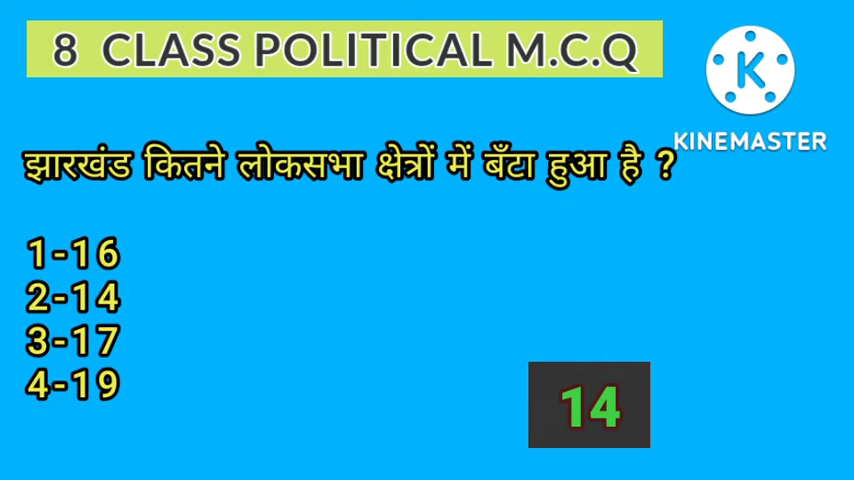 8 CLASS POLITICAL M.C.Q
K
KINEMASTER
झारखंड कितने लोकसभा क्षेत्रों में बँटा हुआ है ?
1-16
2-14
3-17
4-19
14